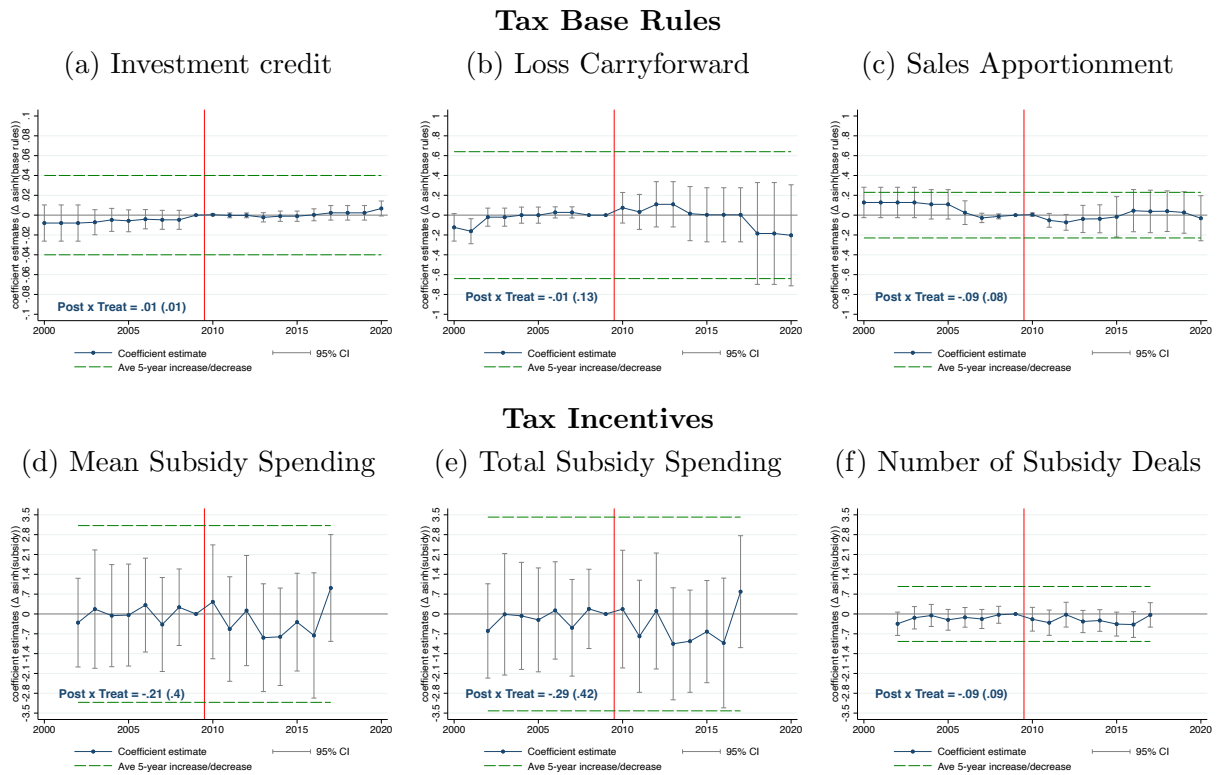 Tax Base Rules
(a) Investment credit
(b) Loss Carryforward
(c) Sales Apportionment
coefficient estimates (Δ asinh(base rules))
-.1 -.08 -.06 -.04 -.02 0 .02 .04 .06 .08 .1
Post x Treat = .01 (.01)
2000 2005 2010 2015 2020
Coefficient estimate
95% CI
Ave 5-year increase/decrease
coefficient estimates (Δ asinh(base rules))
-1 -.8 -.6 -.4 -.2 0 .2 .4 .6 .8 1
Post x Treat = -.01 (.13)
2000 2005 2010 2015 2020
Coefficient estimate
95% CI
Ave 5-year increase/decrease
coefficient estimates (Δ asinh(base rules))
-1 -.8 -.6 -.4 -.2 0 .2 .4 .6 .8 1
Post x Treat = -.09 (.08)
2000 2005 2010 2015 2020
Coefficient estimate
95% CI
Ave 5-year increase/decrease
Tax Incentives
(d) Mean Subsidy Spending
(e) Total Subsidy Spending
(f) Number of Subsidy Deals
coefficient estimates (Δ asinh(subsidy))
-3.5 -2.8 -2.1 -1.4 -.7 0 .7 1.4 2.1 2.8 3.5
Post x Treat = -.21 (.4)
2000 2005 2010 2015 2020
Coefficient estimate
95% CI
Ave 5-year increase/decrease
coefficient estimates (Δ asinh(subsidy))
-3.5 -2.8 -2.1 -1.4 -.7 0 .7 1.4 2.1 2.8 3.5
Post x Treat = -.29 (.42)
2000 2005 2010 2015 2020
Coefficient estimate
95% CI
Ave 5-year increase/decrease
coefficient estimates (Δ asinh(subsidy))
-3.5 -2.8 -2.1 -1.4 -.7 0 .7 1.4 2.1 2.8 3.5
Post x Treat = -.09 (.09)
2000 2005 2010 2015 2020
Coefficient estimate
95% CI
Ave 5-year increase/decrease